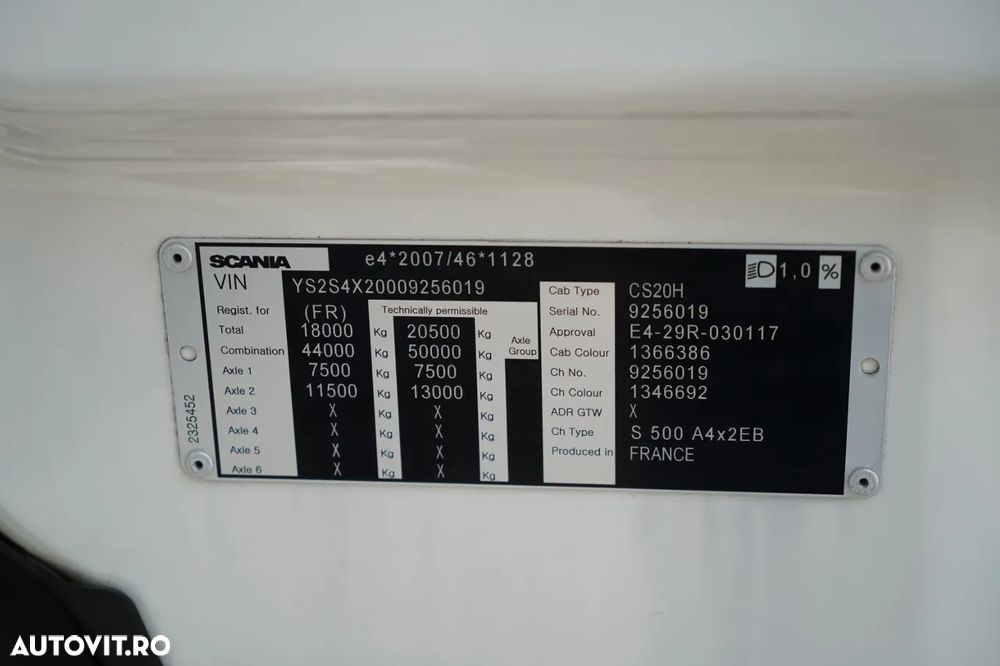 SCANIA e4*2007/46*1128 1,0 %
VIN YS2S4X20009256019
Regist. for (FR) Technically permissible
Total 18000 Kg 20500 Kg
Combination 44000 Kg 50000 Kg Axle Group
Axle 1 7500 Kg 7500 Kg
Axle 2 11500 Kg 13000 Kg
Axle 3 X Kg X Kg
Axle 4 X Kg X Kg
Axle 5 X Kg X Kg
Axle 6 X Kg X Kg
Cab Type CS20H
Serial No. 9256019
Approval E4-29R-030117
Cab Colour 1366386
Ch No. 9256019
Ch Colour 1346692
ADR GTW X
Ch Type S 500 A4x2EB
Produced in FRANCE
2325452
AUTOVIT.RO